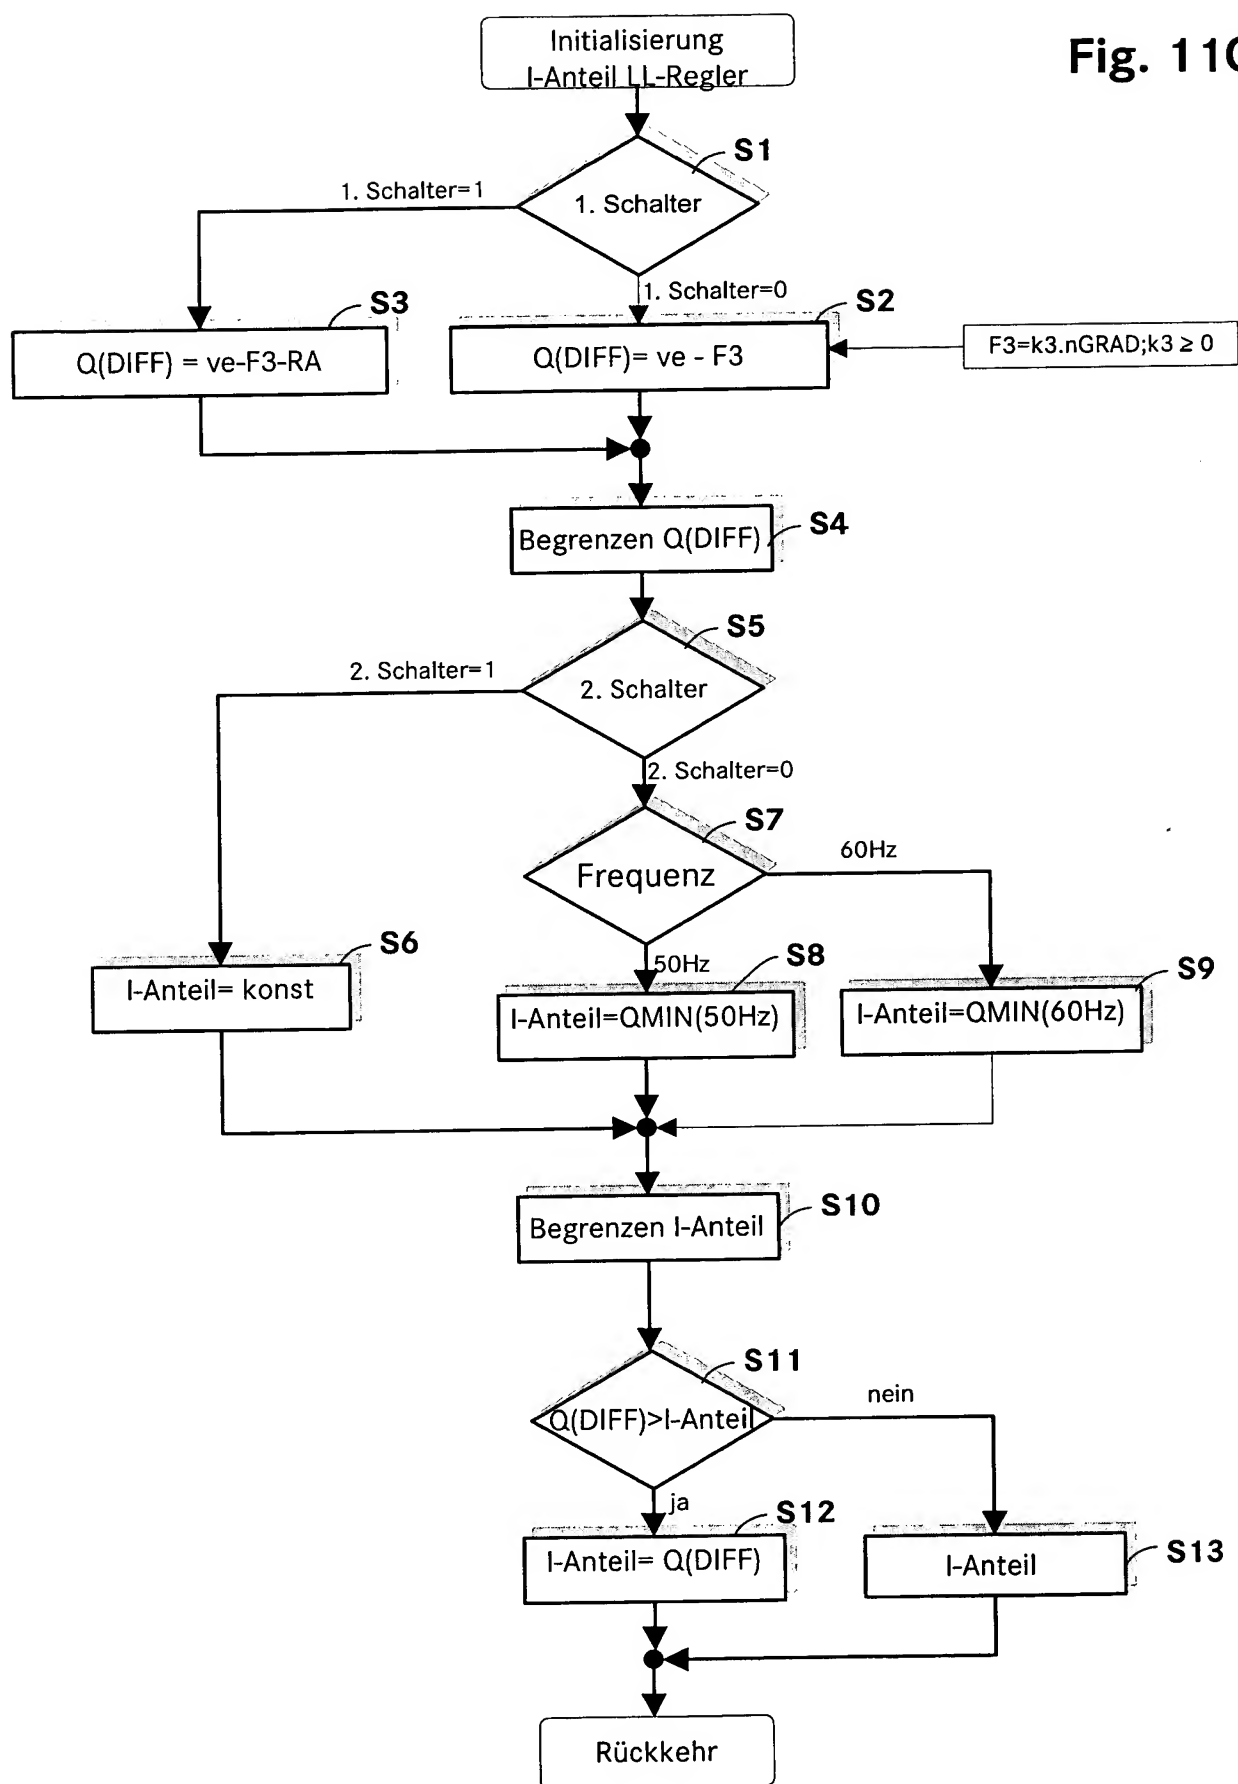 Initialisierung
I-Anteil LL-Regler
Fig. 11C
S1
1. Schalter=1
1. Schalter
1. Schalter=0
S3
S2
Q(DIFF) = ve-F3-RA
Q(DIFF)= ve - F3
F3=k3.nGRAD;k3 ≥ 0
Begrenzen Q(DIFF)
S4
S5
2. Schalter=1
2. Schalter
2. Schalter=0
S7
60Hz
Frequenz
S6
50Hz
S8
S9
I-Anteil= konst
I-Anteil=QMIN(50Hz)
I-Anteil=QMIN(60Hz)
Begrenzen I-Anteil
S10
S11
nein
Q(DIFF)>I-Anteil
ja
S12
I-Anteil= Q(DIFF)
I-Anteil
S13
Rückkehr